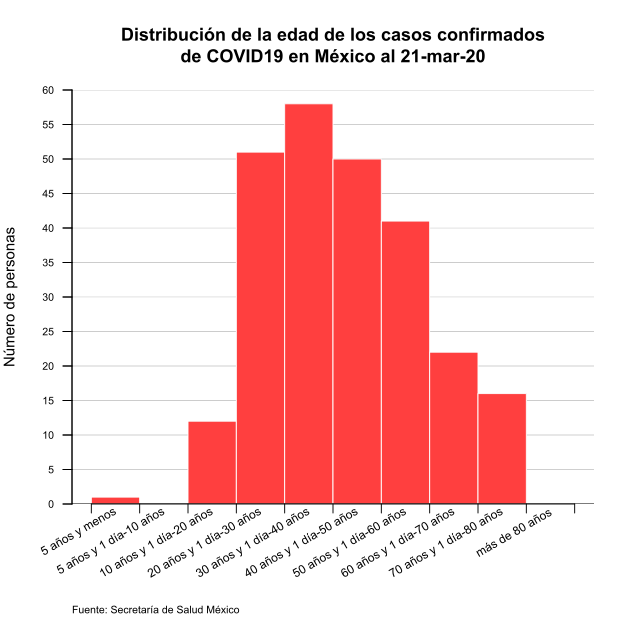 Distribución de la edad de los casos confirmados
de COVID19 en México al 21-mar-20
Número de personas
60
55
50
45
40
35
30
25
20
15
10
5
0
5 años y menos
5 años y 1 día-10 años
10 años y 1 día-20 años
20 años y 1 día-30 años
30 años y 1 día-40 años
40 años y 1 día-50 años
50 años y 1 día-60 años
60 años y 1 día-70 años
70 años y 1 día-80 años
más de 80 años
Fuente: Secretaría de Salud México